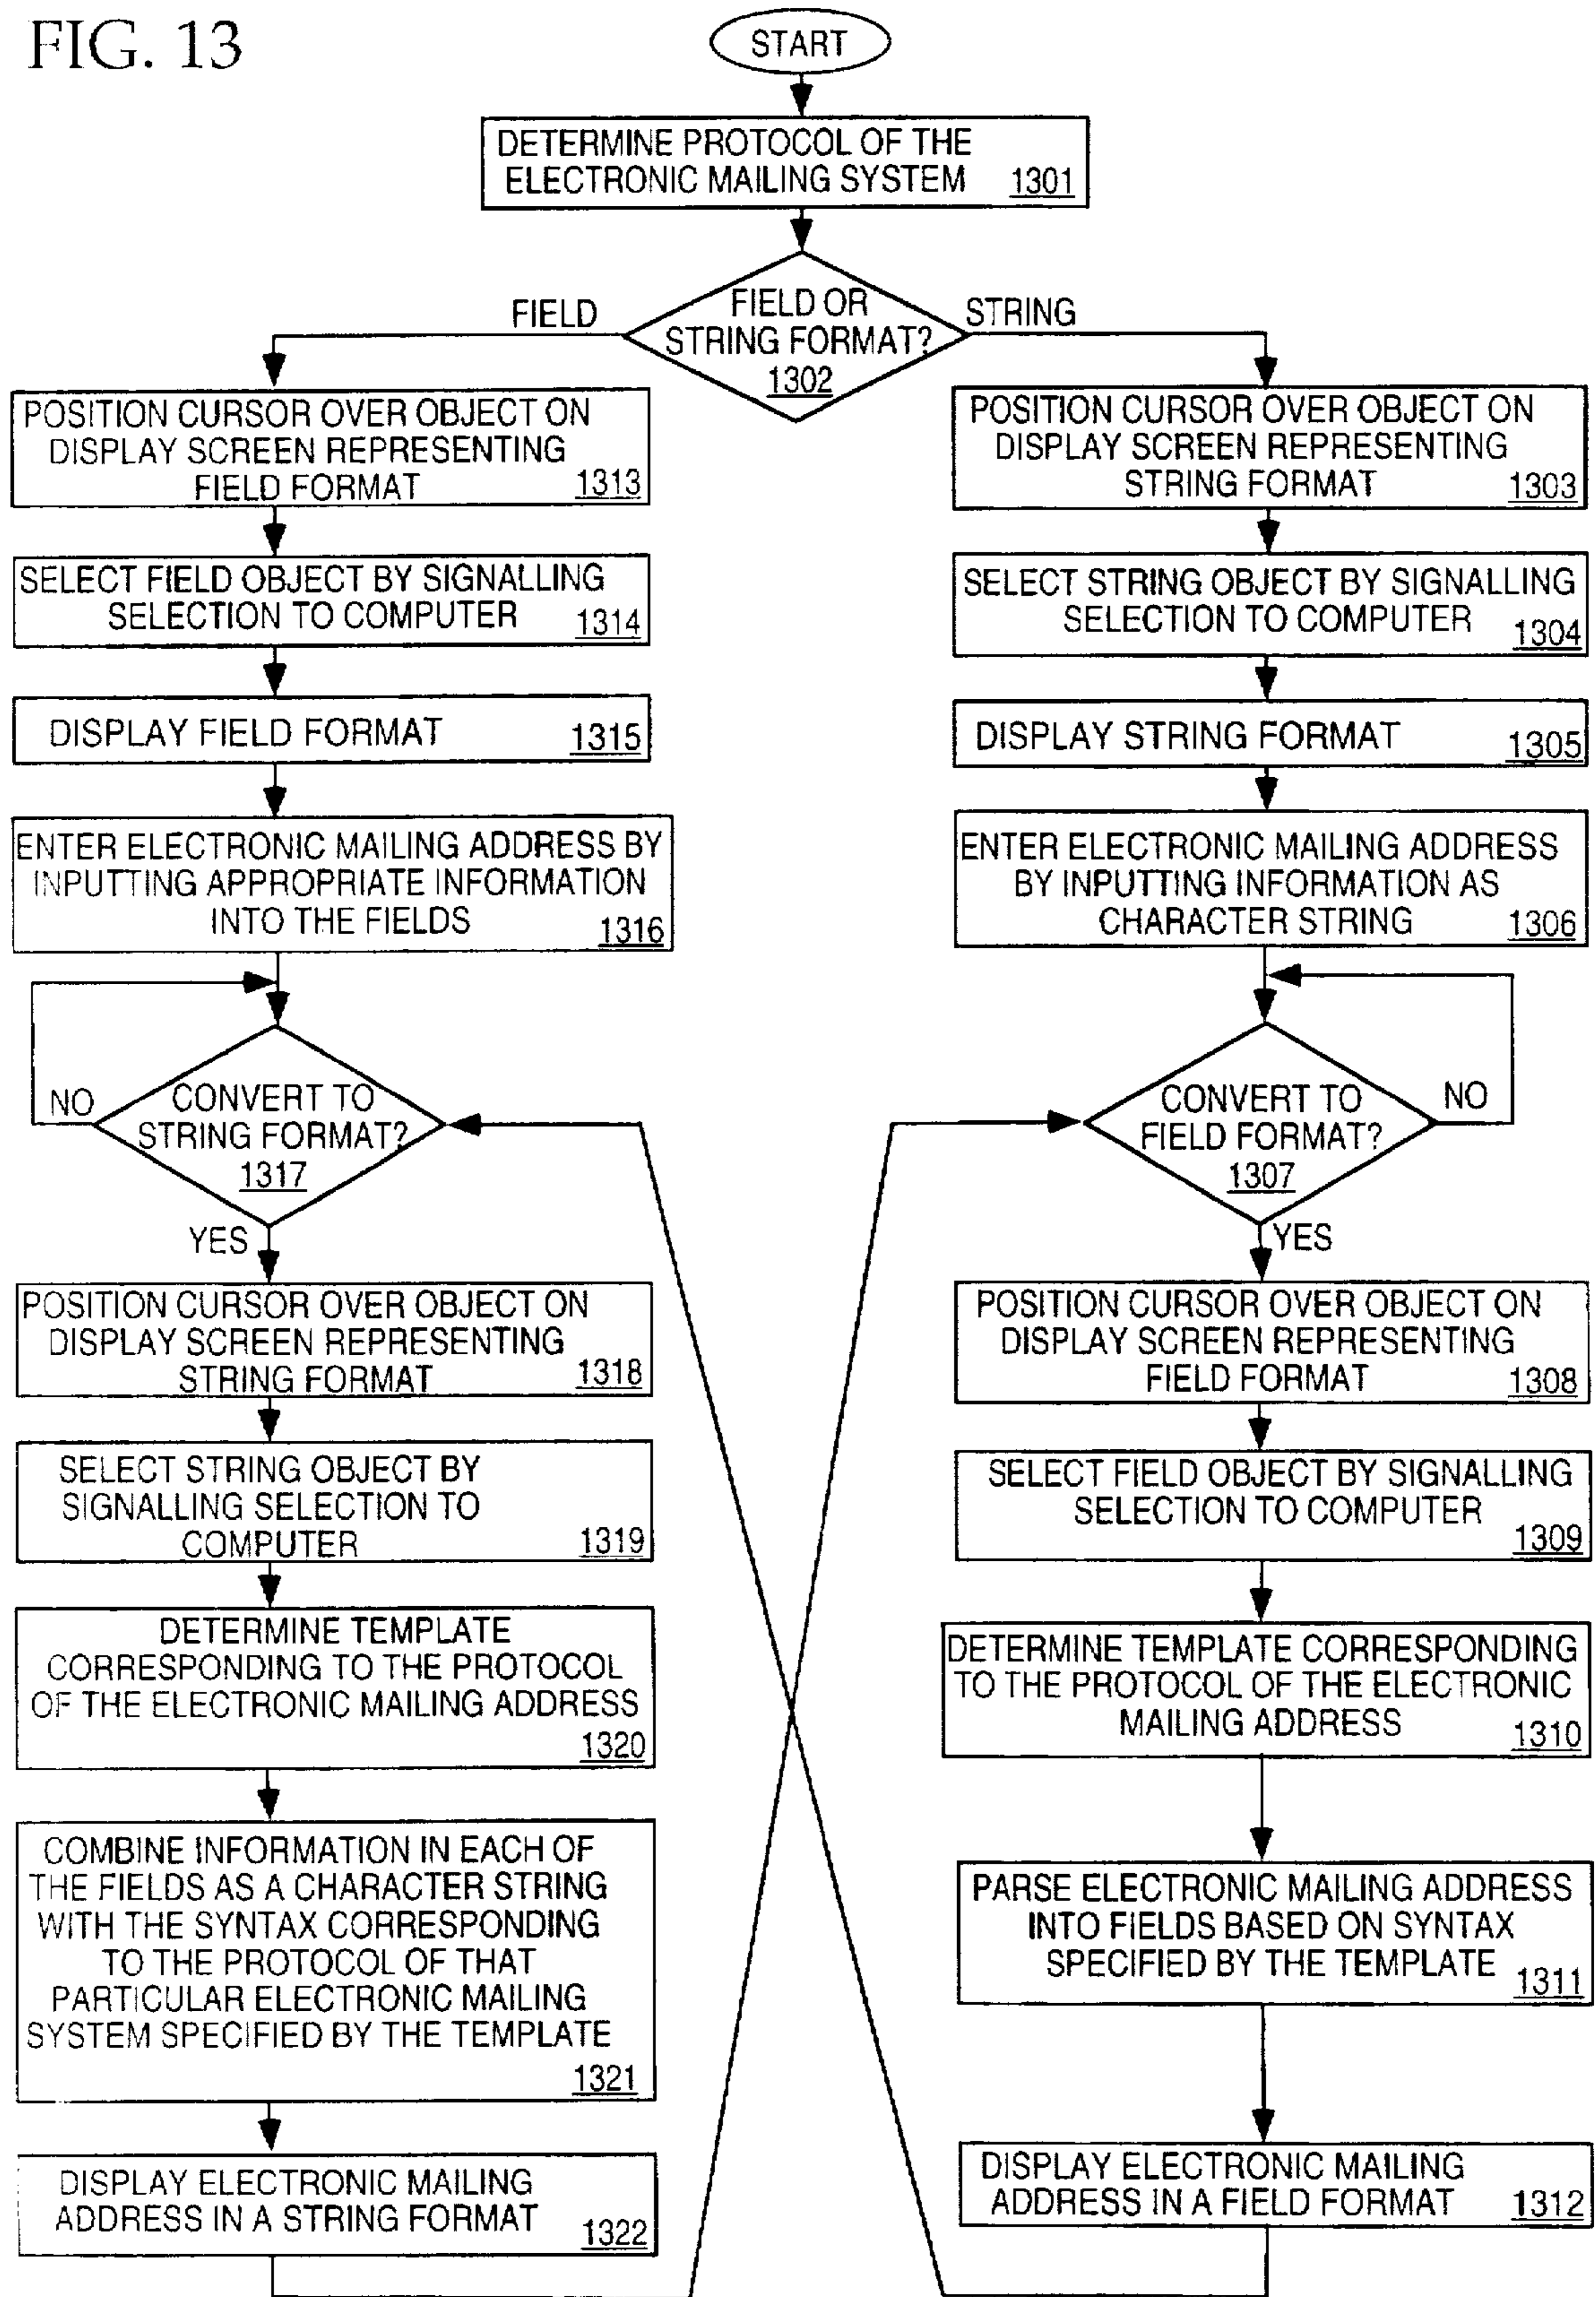 FIG. 13
START
DETERMINE PROTOCOL OF THE
ELECTRONIC MAILING SYSTEM 1301
FIELD OR
STRING FORMAT?
1302
FIELD
STRING
POSITION CURSOR OVER OBJECT ON
DISPLAY SCREEN REPRESENTING
FIELD FORMAT 1313
SELECT FIELD OBJECT BY SIGNALLING
SELECTION TO COMPUTER 1314
DISPLAY FIELD FORMAT 1315
ENTER ELECTRONIC MAILING ADDRESS BY
INPUTTING APPROPRIATE INFORMATION
INTO THE FIELDS 1316
NO
CONVERT TO
STRING FORMAT?
1317
YES
POSITION CURSOR OVER OBJECT ON
DISPLAY SCREEN REPRESENTING
STRING FORMAT 1318
SELECT STRING OBJECT BY
SIGNALLING SELECTION TO
COMPUTER 1319
DETERMINE TEMPLATE
CORRESPONDING TO THE PROTOCOL
OF THE ELECTRONIC MAILING ADDRESS
1320
COMBINE INFORMATION IN EACH OF
THE FIELDS AS A CHARACTER STRING
WITH THE SYNTAX CORRESPONDING
TO THE PROTOCOL OF THAT
PARTICULAR ELECTRONIC MAILING
SYSTEM SPECIFIED BY THE TEMPLATE
1321
DISPLAY ELECTRONIC MAILING
ADDRESS IN A STRING FORMAT 1322
POSITION CURSOR OVER OBJECT ON
DISPLAY SCREEN REPRESENTING
STRING FORMAT 1303
SELECT STRING OBJECT BY SIGNALLING
SELECTION TO COMPUTER 1304
DISPLAY STRING FORMAT 1305
ENTER ELECTRONIC MAILING ADDRESS
BY INPUTTING INFORMATION AS
CHARACTER STRING 1306
CONVERT TO
FIELD FORMAT?
1307
NO
YES
POSITION CURSOR OVER OBJECT ON
DISPLAY SCREEN REPRESENTING
FIELD FORMAT 1308
SELECT FIELD OBJECT BY SIGNALLING
SELECTION TO COMPUTER 1309
DETERMINE TEMPLATE CORRESPONDING
TO THE PROTOCOL OF THE ELECTRONIC
MAILING ADDRESS 1310
PARSE ELECTRONIC MAILING ADDRESS
INTO FIELDS BASED ON SYNTAX
SPECIFIED BY THE TEMPLATE 1311
DISPLAY ELECTRONIC MAILING
ADDRESS IN A FIELD FORMAT 1312